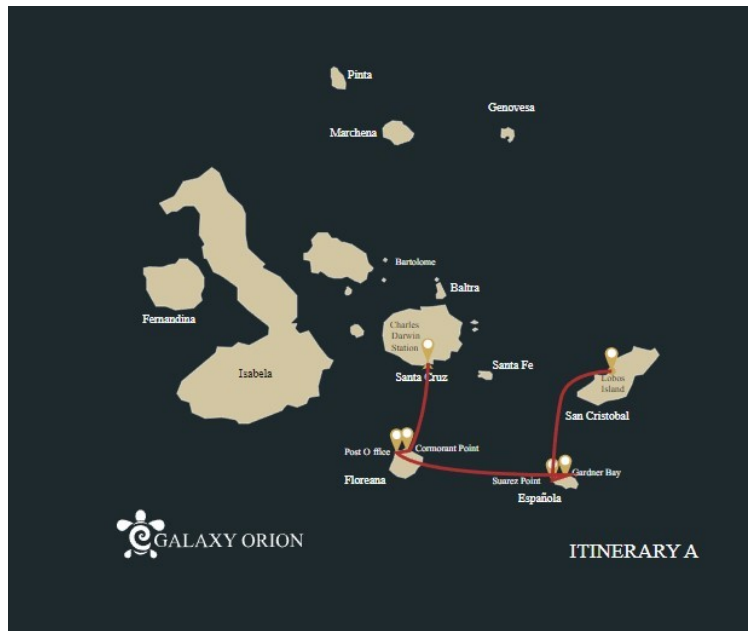 Pinta
Genovesa
Marchena
Bartolome
Baltra
Fernandina
Charles
Darwin
Station
Santa Fe
Isabela
Santa Cruz
Lobos
Island
San Cristobal
Post O ffice
Cormorant Point
Floreana
Suarez Point
Gardner Bay
Española
GALAXY ORION
ITINERARY A